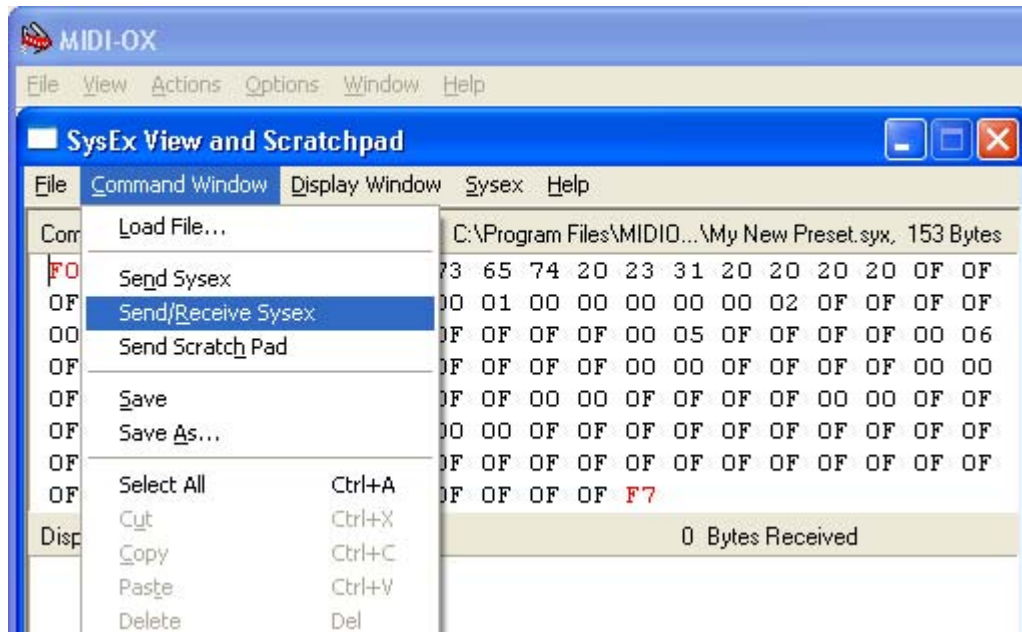 MIDI-OX
File View Actions Options Window Help
SysEx View and Scratchpad
File Command Window Display Window Sysex Help
Com C:\Program Files\MIDIO...\My New Preset.syx, 153 Bytes
Load File...
F0 73 65 74 20 23 31 20 20 20 20 0F 0F
Send Sysex
0F 00 01 00 00 00 00 00 02 0F 0F 0F 0F
Send/Receive Sysex
00 0F 0F 0F 0F 00 05 0F 0F 0F 0F 00 06
Send Scratch Pad
0F 0F 0F 0F 0F 00 00 0F 0F 0F 0F 00 00
Save
0F 0F 0F 00 00 0F 0F 0F 0F 00 00 0F 0F
Save As...
0F 00 00 0F 0F 0F 0F 0F 0F 0F 0F 0F
0F 0F 0F 0F 0F 0F 0F 0F 0F 0F 0F 0F 0F
Select All Ctrl+A
0F 0F 0F 0F 0F F7
Cut Ctrl+X
Disp 0 Bytes Received
Copy Ctrl+C
Paste Ctrl+V
Delete Del